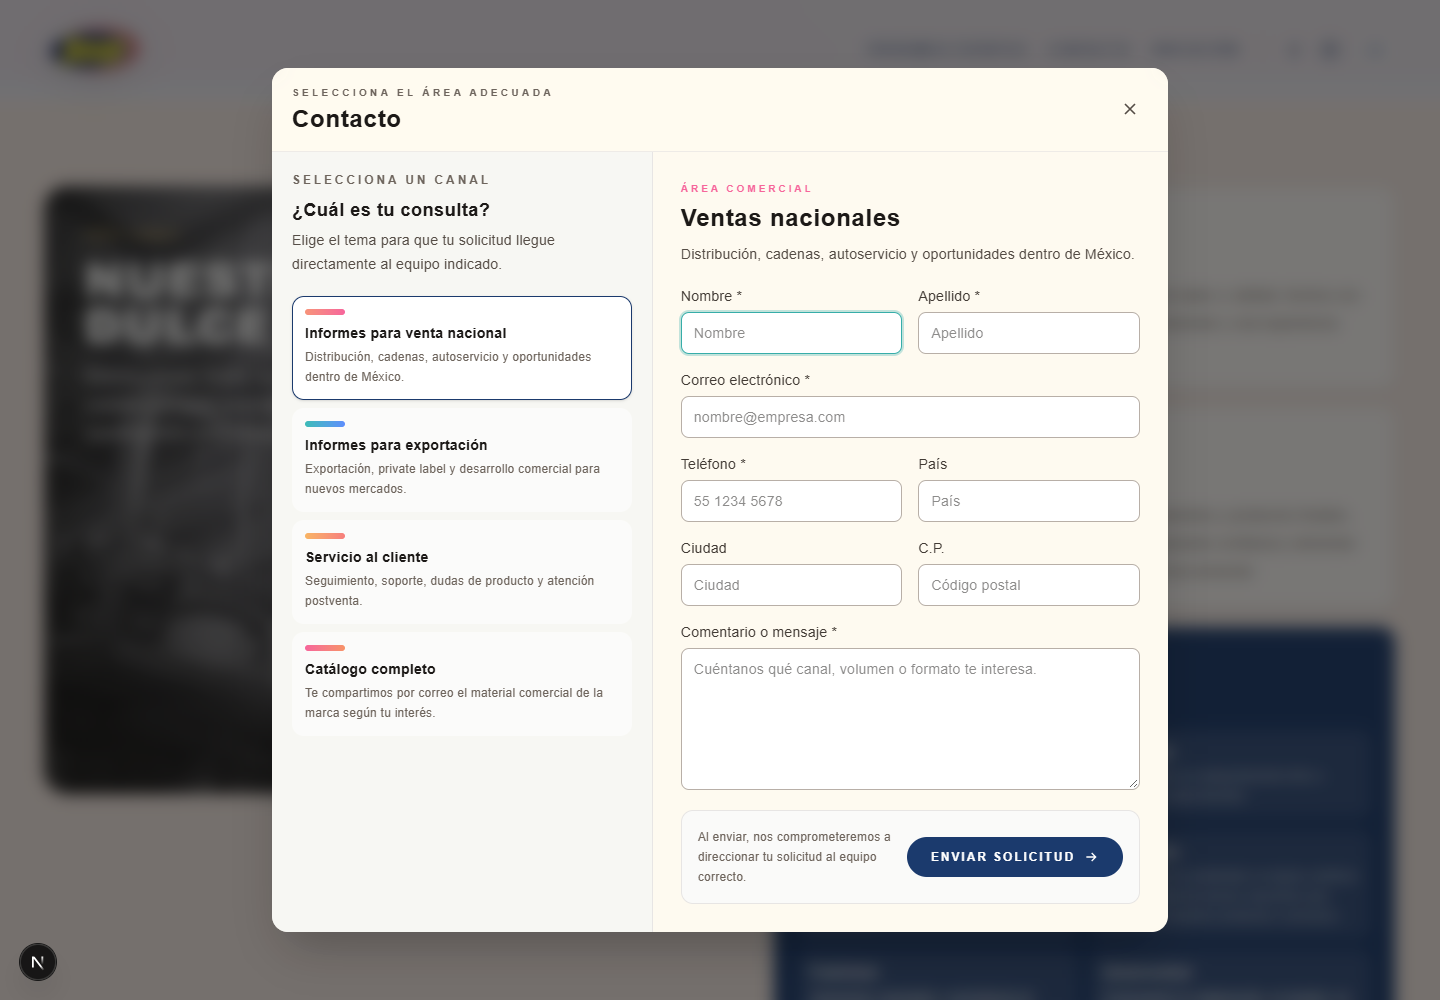 SELECCIONA EL ÁREA ADECUADA
Contacto
SELECCIONA UN CANAL
¿Cuál es tu consulta?
Elige el tema para que tu solicitud llegue
directamente al equipo indicado.
Informes para venta nacional
Distribución, cadenas, autoservicio y oportunidades
dentro de México.
Informes para exportación
Exportación, private label y desarrollo comercial para
nuevos mercados.
Servicio al cliente
Seguimiento, soporte, dudas de producto y atención
postventa.
Catálogo completo
Te compartimos por correo el material comercial de la
marca según tu interés.
ÁREA COMERCIAL
Ventas nacionales
Distribución, cadenas, autoservicio y oportunidades dentro de México.
Nombre * Apellido *
Nombre Apellido
Correo electrónico *
nombre@empresa.com
Teléfono * País
55 1234 5678 País
Ciudad C.P.
Ciudad Código postal
Comentario o mensaje *
Cuéntanos qué canal, volumen o formato te interesa.
Al enviar, nos comprometeremos a
direccionar tu solicitud al equipo
correcto.
ENVIAR SOLICITUD →
NUEST
DULCE
N